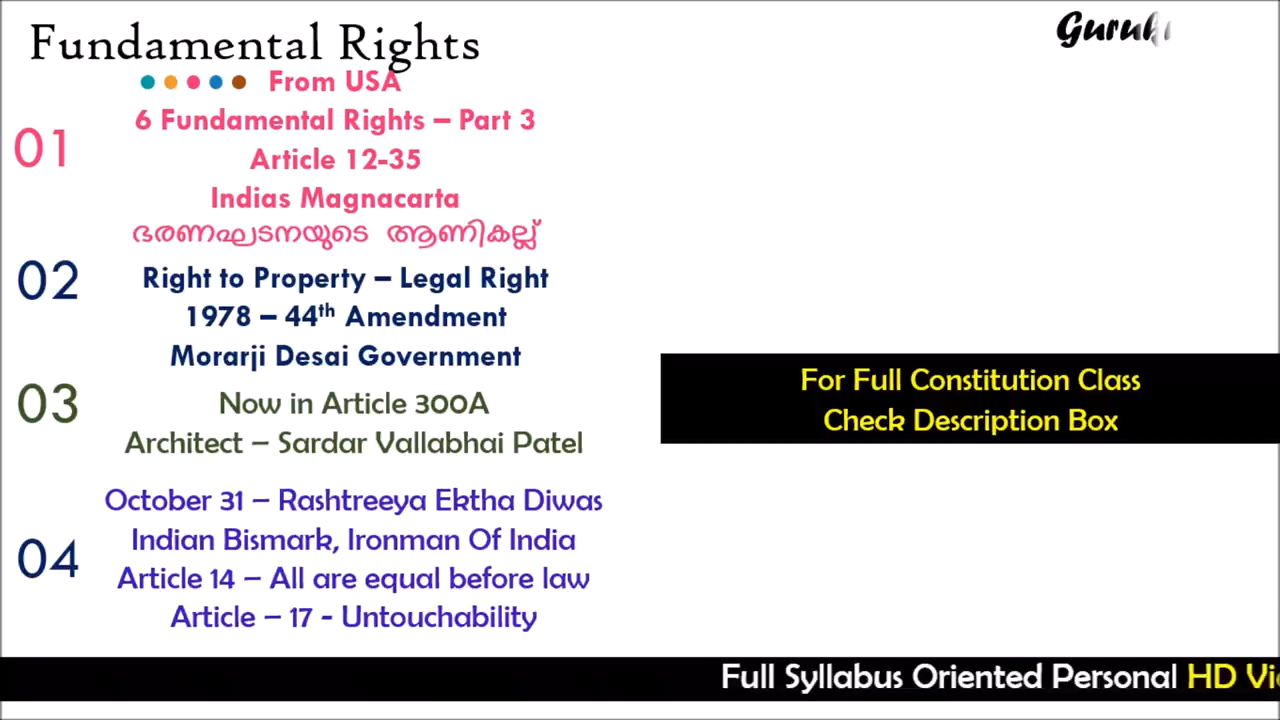 Fundamental Rights
From USA
01
6 Fundamental Rights – Part 3
Article 12-35
Indias Magnacarta
ഭരണഘടനയുടെ ആണികല്ല്
02
Right to Property – Legal Right
1978 – 44th Amendment
Morarji Desai Government
03
Now in Article 300A
Architect – Sardar Vallabhai Patel
04
October 31 – Rashtreeya Ektha Diwas
Indian Bismark, Ironman Of India
Article 14 – All are equal before law
Article – 17 - Untouchability
For Full Constitution Class
Check Description Box
Full Syllabus Oriented Personal HD